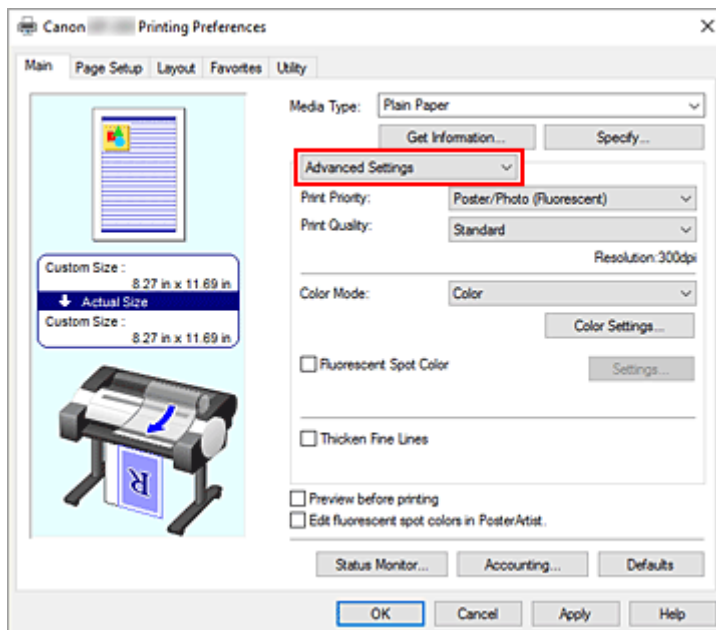 Canon Printing Preferences
Main Page Setup Layout Favorites Utility
Media Type: Plain Paper
Get Information... Specify...
Advanced Settings
Print Priority: Poster/Photo (Fluorescent)
Print Quality: Standard
Resolution:300dpi
Custom Size :
8.27 in x 11.69 in
Actual Size
Custom Size :
8.27 in x 11.69 in
Color Mode: Color
Color Settings...
Fluorescent Spot Color Settings...
Thicken Fine Lines
R
Preview before printing
Edit fluorescent spot colors in PosterArtist.
Status Monitor... Accounting... Defaults
OK Cancel Apply Help